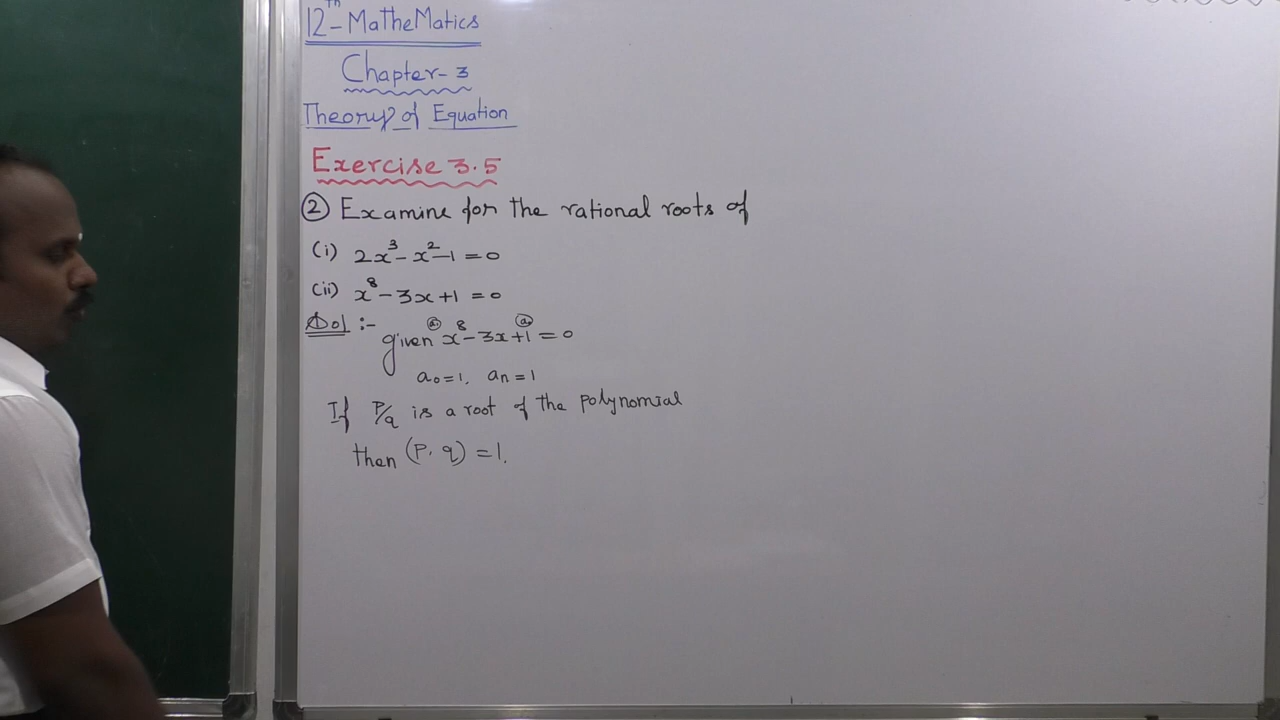 12th-MatheMatics
Chapter-3
Theory of Equation
Exercise 3.5
② Examine for the rational roots of
(i) 2x³-x²-1=0
(ii) x⁸-3x+1=0
Sol:-
given x⁸-3x+1=0
a₀=1, an=1
If P/q is a root of the polynomial
then (P, q)=1.